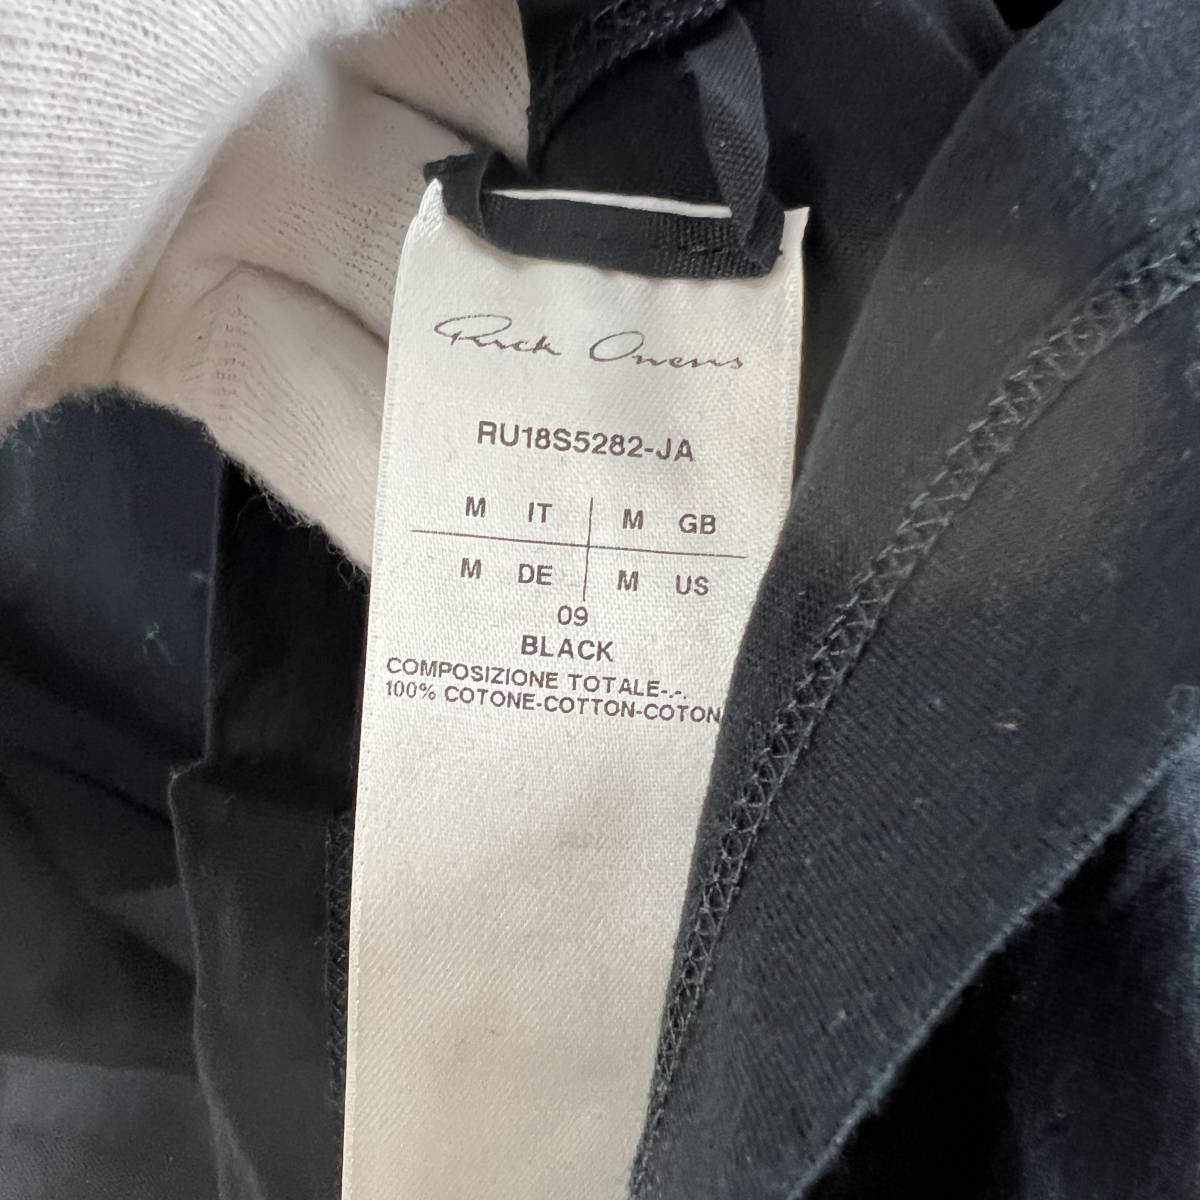 Rick Owens
RU18S5282-JA
M IT M GB
M DE M US
09
BLACK
COMPOSIZIONE TOTALE-.-.
100% COTONE-COTTON-COTON